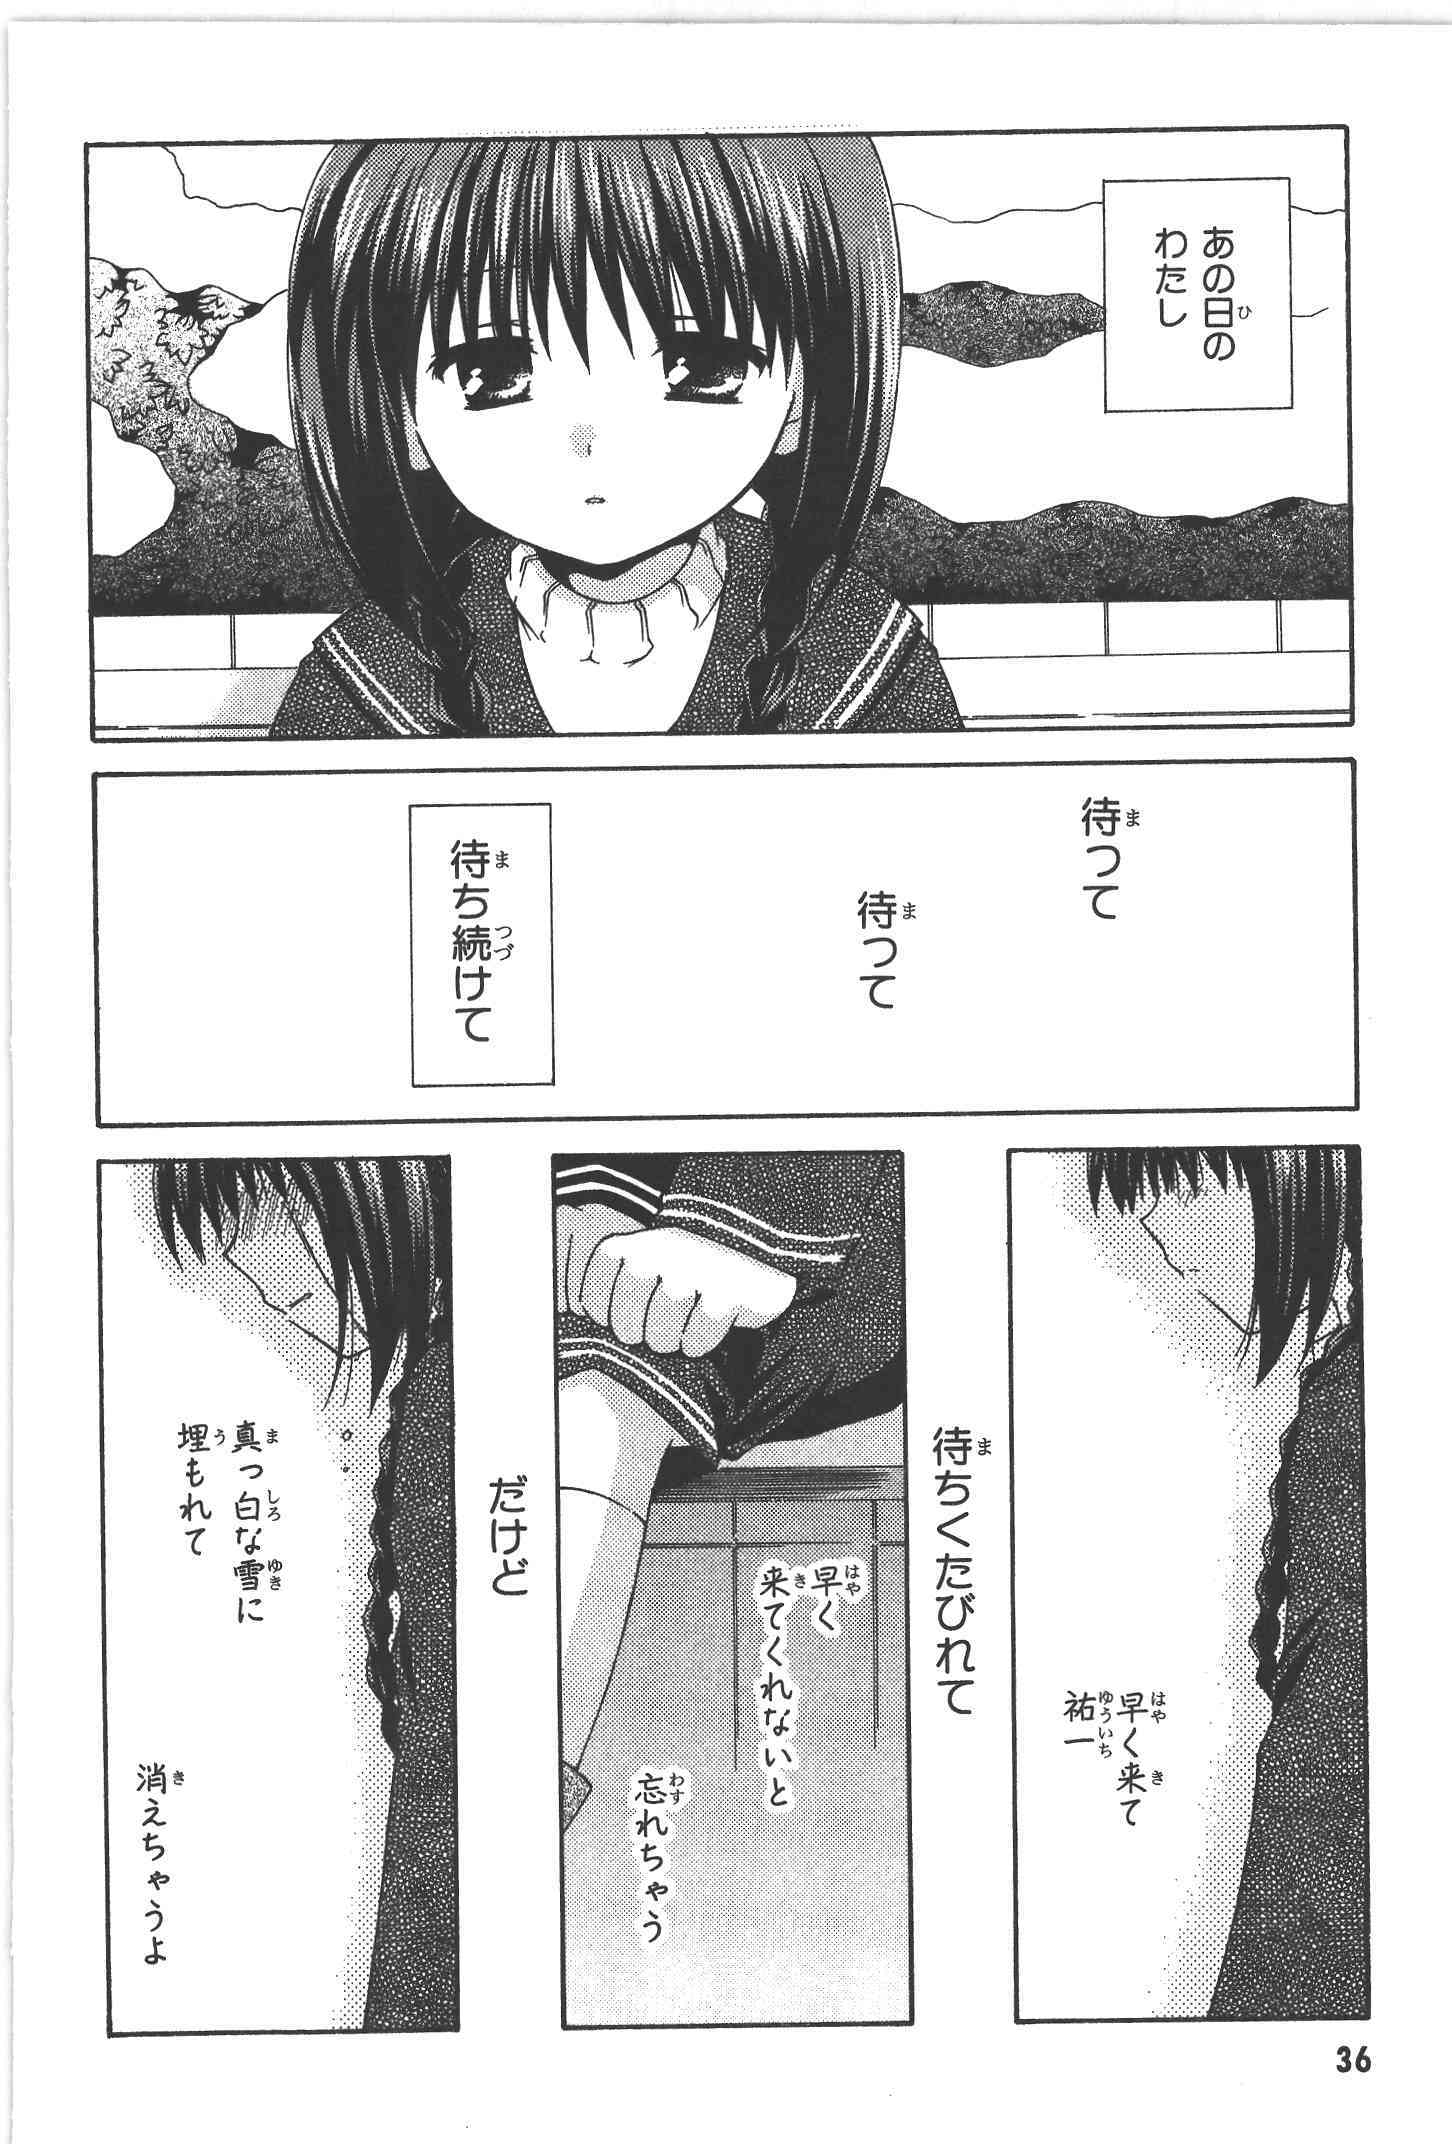 あの日の
わたし
待って
待って
待ち続けて
早く来て
祐一
待ちくたびれて
早く
来てくれないと
忘れちゃう
だけど
真っ白な雪に
埋もれて
消えちゃうよ
36